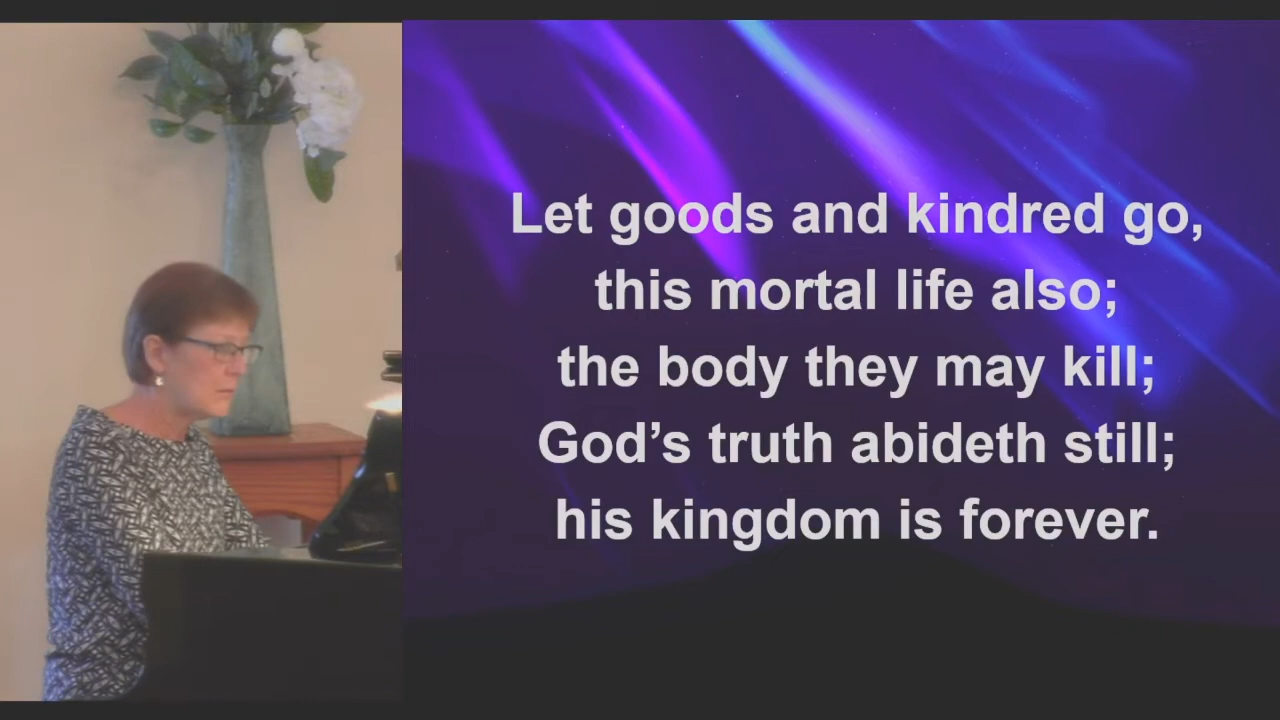 Let goods and kindred go,
this mortal life also;
the body they may kill;
God’s truth abideth still;
his kingdom is forever.